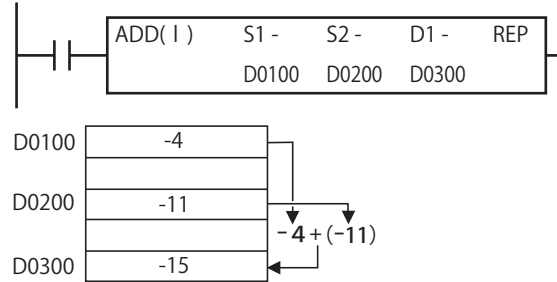 ADD( I ) S1 - S2 - D1 - REP
D0100 D0200 D0300
D0100 -4
D0200 -11
-4 + (-11)
D0300 -15